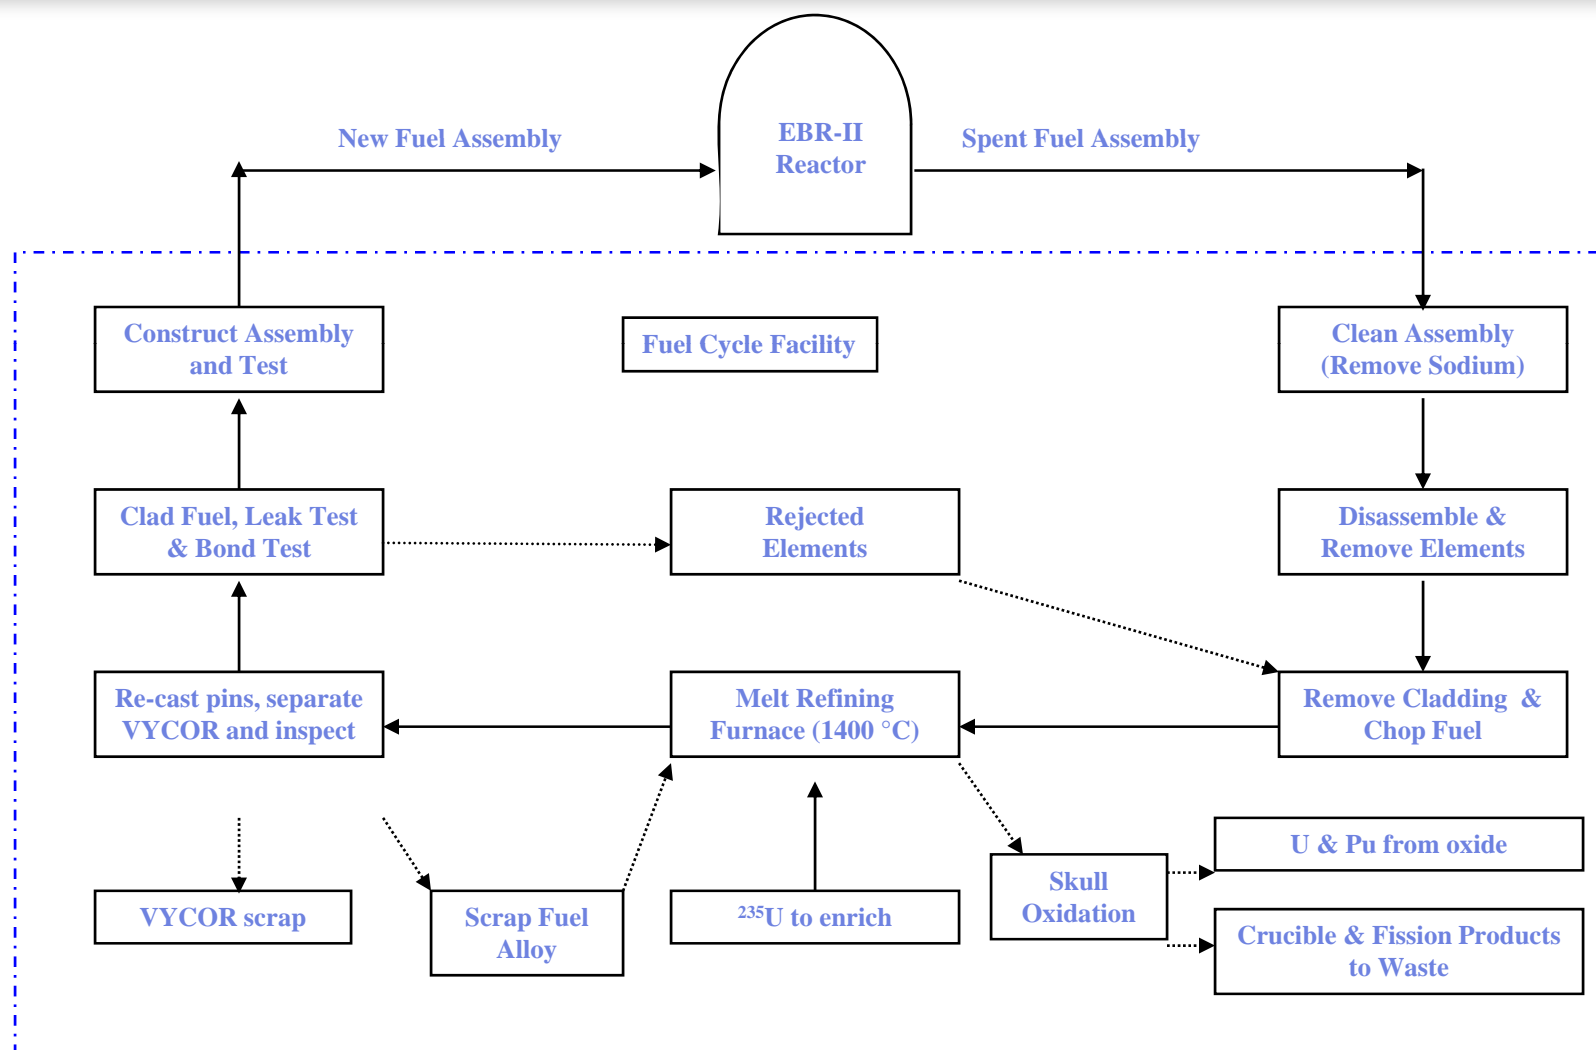 New Fuel Assembly
EBR-II
Reactor
Spent Fuel Assembly
Construct Assembly
and Test
Fuel Cycle Facility
Clean Assembly
(Remove Sodium)
Clad Fuel, Leak Test
& Bond Test
Rejected
Elements
Disassemble &
Remove Elements
Re-cast pins, separate
VYCOR and inspect
Melt Refining
Furnace (1400 °C)
Remove Cladding &
Chop Fuel
VYCOR scrap
Scrap Fuel
Alloy
²³⁵U to enrich
Skull
Oxidation
U & Pu from oxide
Crucible & Fission Products
to Waste